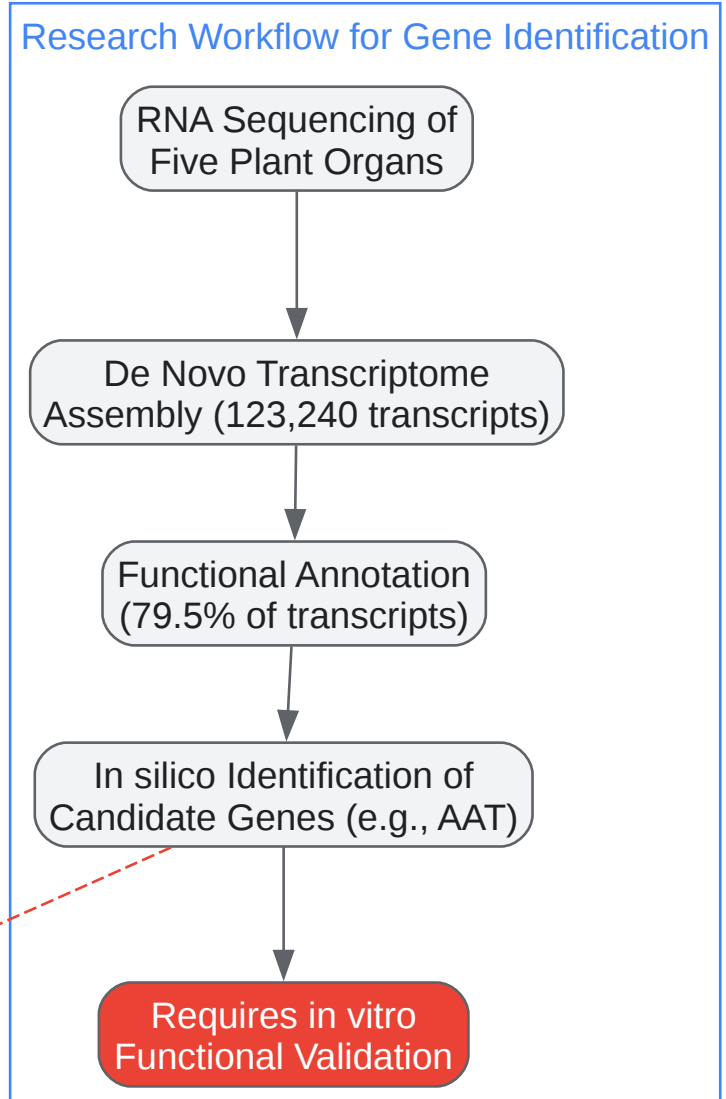 Research Workflow for Gene Identification
RNA Sequencing of
Five Plant Organs
De Novo Transcriptome
Assembly (123,240 transcripts)
Functional Annotation
(79.5% of transcripts)
In silico Identification of
Candidate Genes (e.g., AAT)
Requires in vitro
Functional Validation